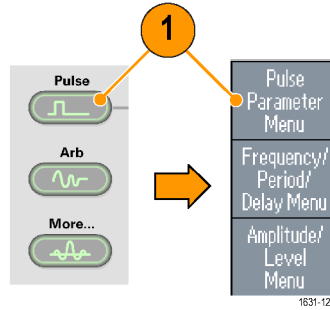 1
Pulse
Arb
More...
Pulse
Parameter
Menu
Frequency/
Period/
Delay Menu
Amplitude/
Level
Menu
1631-12